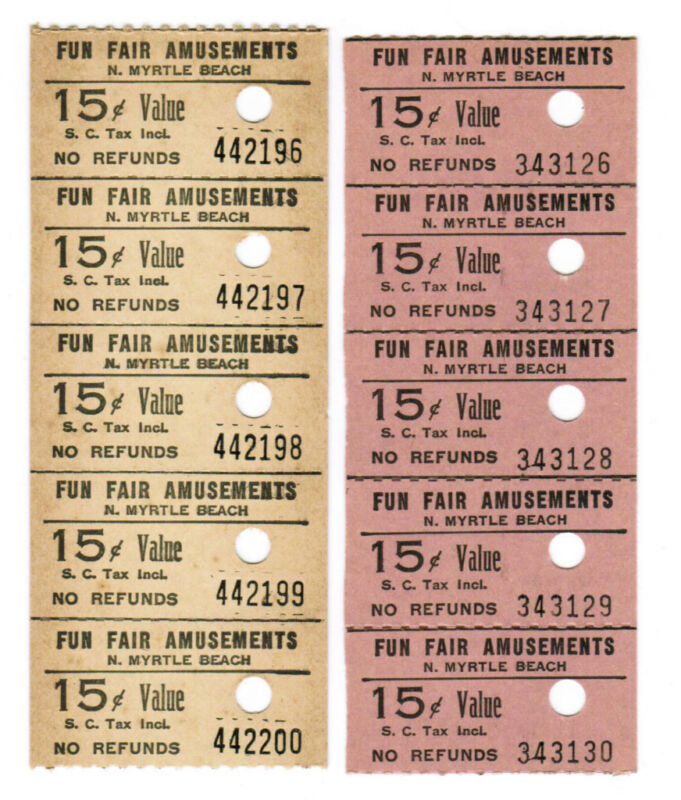 FUN FAIR AMUSEMENTS
N. MYRTLE BEACH
15¢ Value
S. C. Tax Incl.
NO REFUNDS 442196
FUN FAIR AMUSEMENTS
N. MYRTLE BEACH
15¢ Value
S. C. Tax Incl.
NO REFUNDS 442197
FUN FAIR AMUSEMENTS
N. MYRTLE BEACH
15¢ Value
S. C. Tax Incl.
NO REFUNDS 442198
FUN FAIR AMUSEMENTS
N. MYRTLE BEACH
15¢ Value
S. C. Tax Incl.
NO REFUNDS 442199
FUN FAIR AMUSEMENTS
N. MYRTLE BEACH
15¢ Value
S. C. Tax Incl.
NO REFUNDS 442200
FUN FAIR AMUSEMENTS
N. MYRTLE BEACH
15¢ Value
S. C. Tax Incl.
NO REFUNDS 343126
FUN FAIR AMUSEMENTS
N. MYRTLE BEACH
15¢ Value
S. C. Tax Incl.
NO REFUNDS 343127
FUN FAIR AMUSEMENTS
N. MYRTLE BEACH
15¢ Value
S. C. Tax Incl.
NO REFUNDS 343128
FUN FAIR AMUSEMENTS
N. MYRTLE BEACH
15¢ Value
S. C. Tax Incl.
NO REFUNDS 343129
FUN FAIR AMUSEMENTS
N. MYRTLE BEACH
15¢ Value
S. C. Tax Incl.
NO REFUNDS 343130